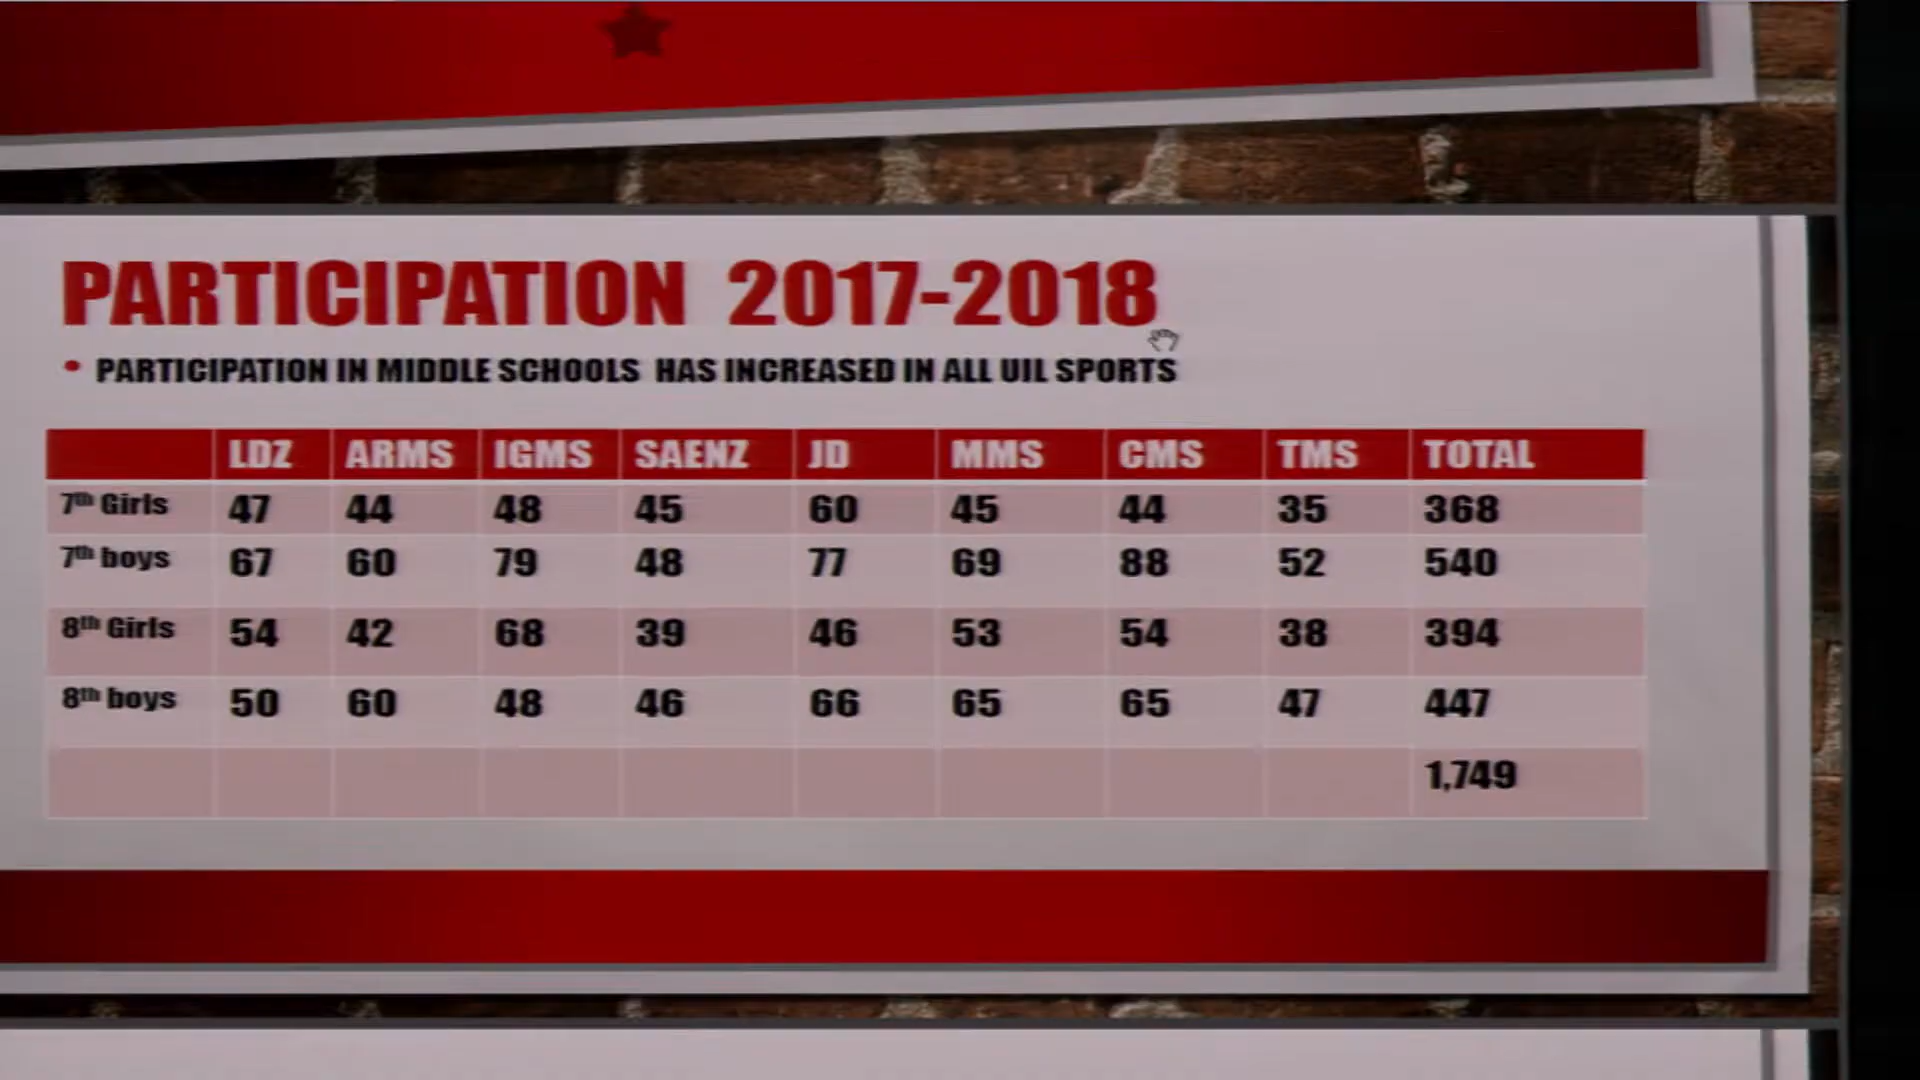 PARTICIPATION 2017-2018
• PARTICIPATION IN MIDDLE SCHOOLS HAS INCREASED IN ALL UIL SPORTS
LDZ ARMS IGMS SAENZ JD MMS CMS TMS TOTAL
7th Girls 47 44 48 45 60 45 44 35 368
7th boys 67 60 79 48 77 69 88 52 540
8th Girls 54 42 68 39 46 53 54 38 394
8th boys 50 60 48 46 66 65 65 47 447
1,749